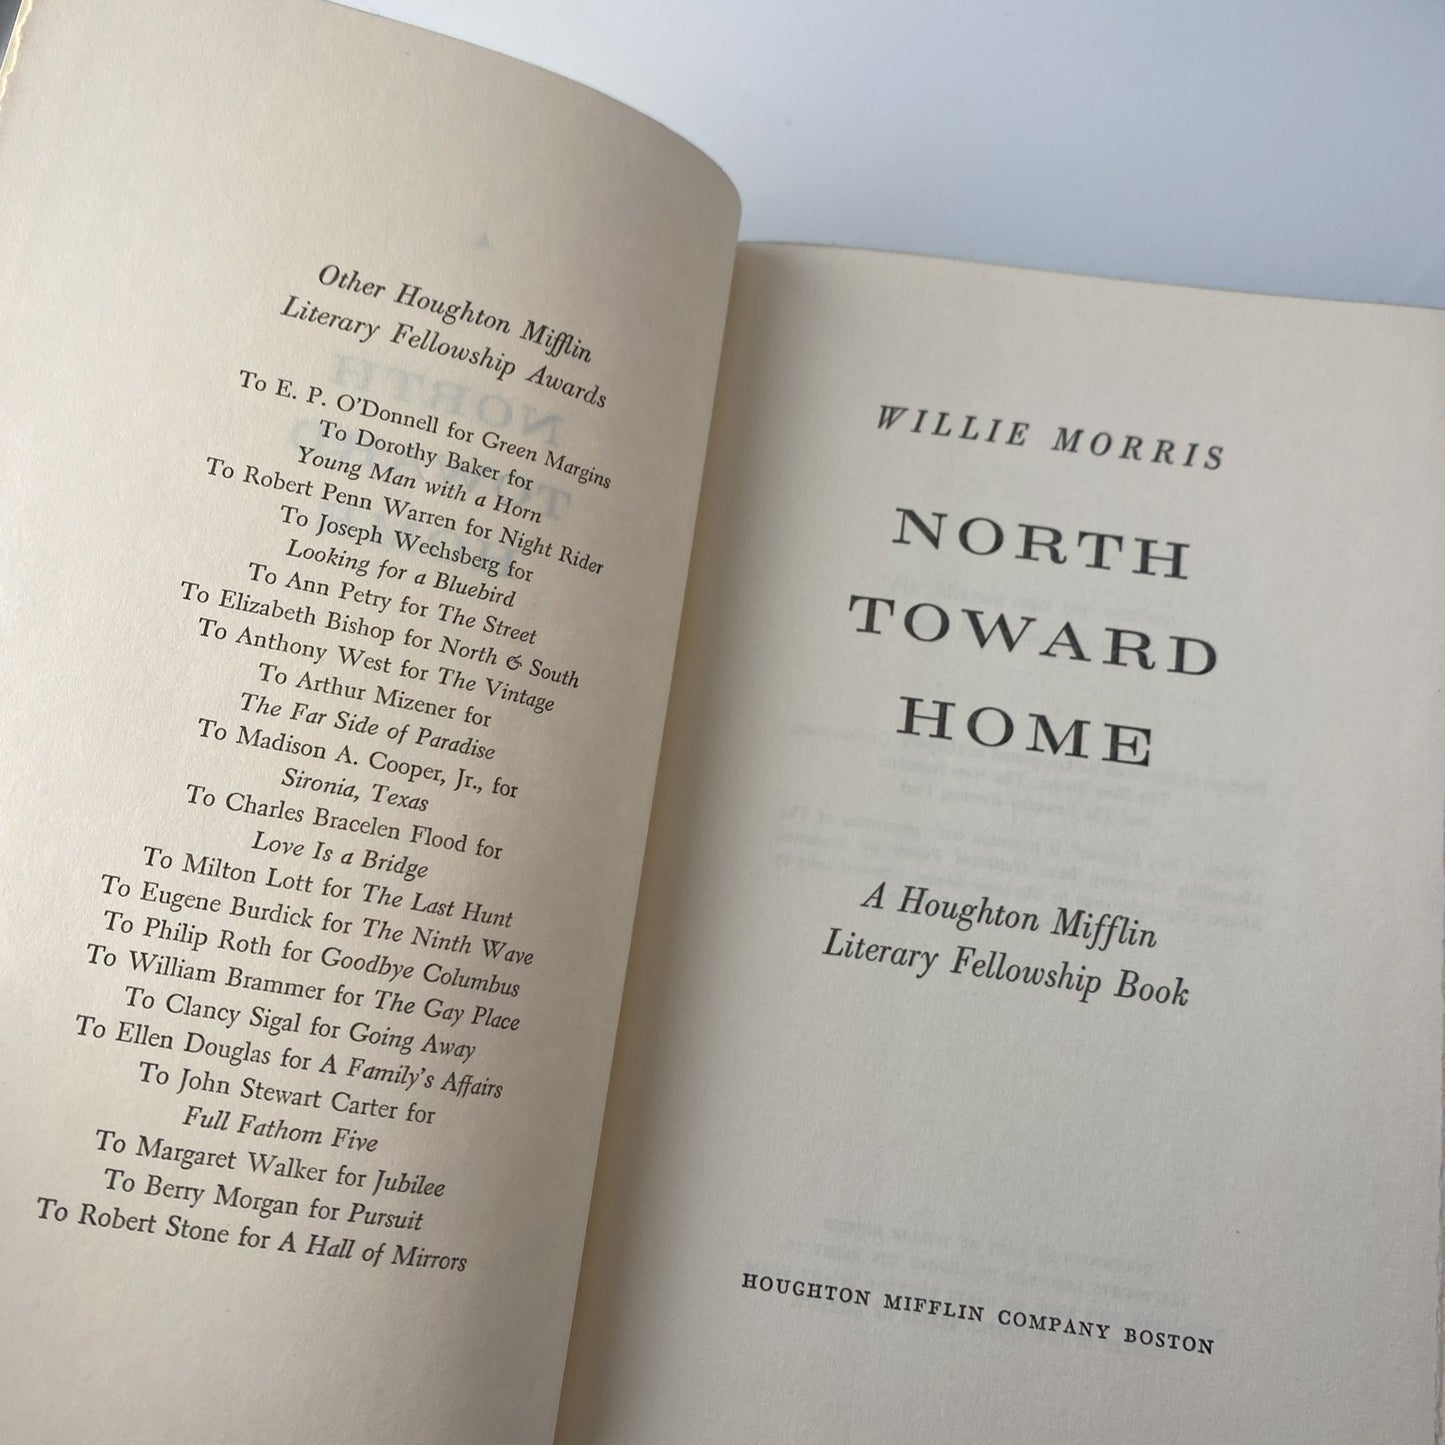 Other Houghton Mifflin
Literary Fellowship Awards
To E. P. O'Donnell for Green Margins
To Dorothy Baker for
Young Man with a Horn
To Robert Penn Warren for Night Rider
To Joseph Wechsberg for
Looking for a Bluebird
To Ann Petry for The Street
To Elizabeth Bishop for North & South
To Anthony West for The Vintage
To Arthur Mizener for
The Far Side of Paradise
To Madison A. Cooper, Jr., for
Sironia, Texas
To Charles Bracelen Flood for
Love Is a Bridge
To Milton Lott for The Last Hunt
To Eugene Burdick for The Ninth Wave
To Philip Roth for Goodbye Columbus
To William Brammer for The Gay Place
To Clancy Sigal for Going Away
To Ellen Douglas for A Family's Affairs
To John Stewart Carter for
Full Fathom Five
To Margaret Walker for Jubilee
To Berry Morgan for Pursuit
To Robert Stone for A Hall of Mirrors
WILLIE MORRIS
NORTH
TOWARD
HOME
A Houghton Mifflin
Literary Fellowship Book
HOUGHTON MIFFLIN COMPANY BOSTON